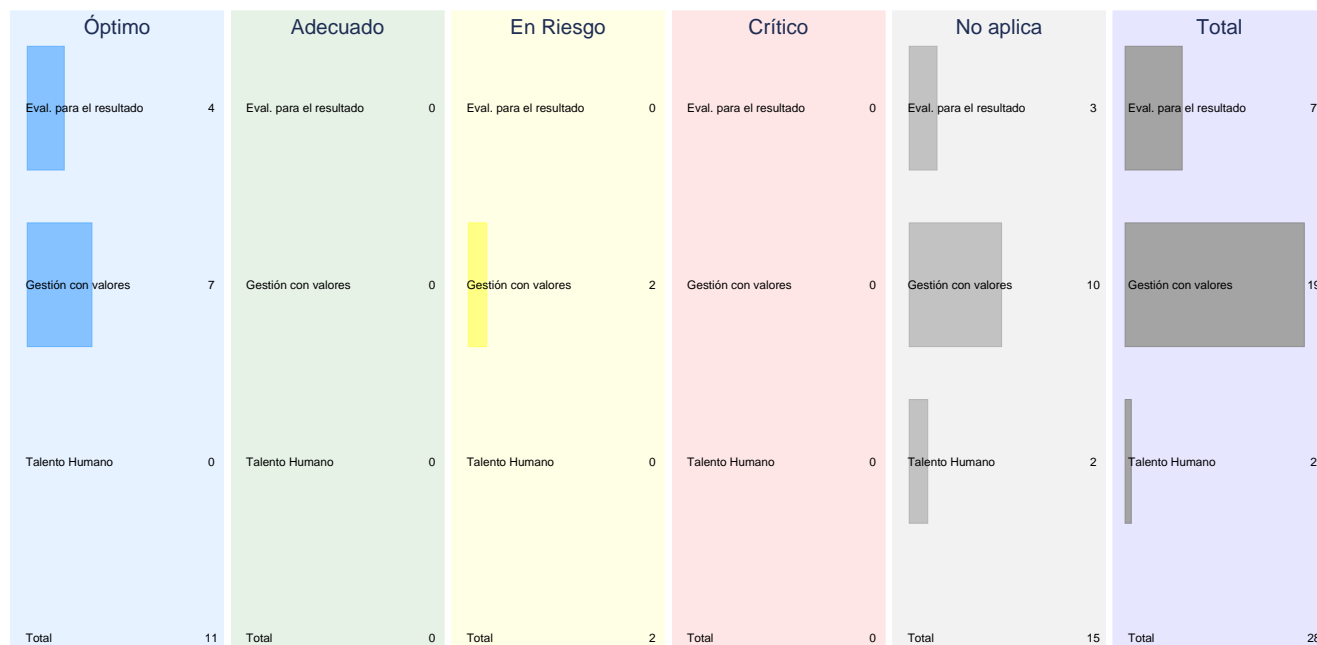 Óptimo Adecuado En Riesgo Crítico No aplica Total
Eval. para el resultado 4 Eval. para el resultado 0 Eval. para el resultado 0 Eval. para el resultado 0 Eval. para el resultado 3 Eval. para el resultado 7
Gestión con valores 7 Gestión con valores 0 Gestión con valores 2 Gestión con valores 0 Gestión con valores 10 Gestión con valores 19
Talento Humano 0 Talento Humano 0 Talento Humano 0 Talento Humano 0 Talento Humano 2 Talento Humano 2
Total 11 Total 0 Total 2 Total 0 Total 15 Total 28